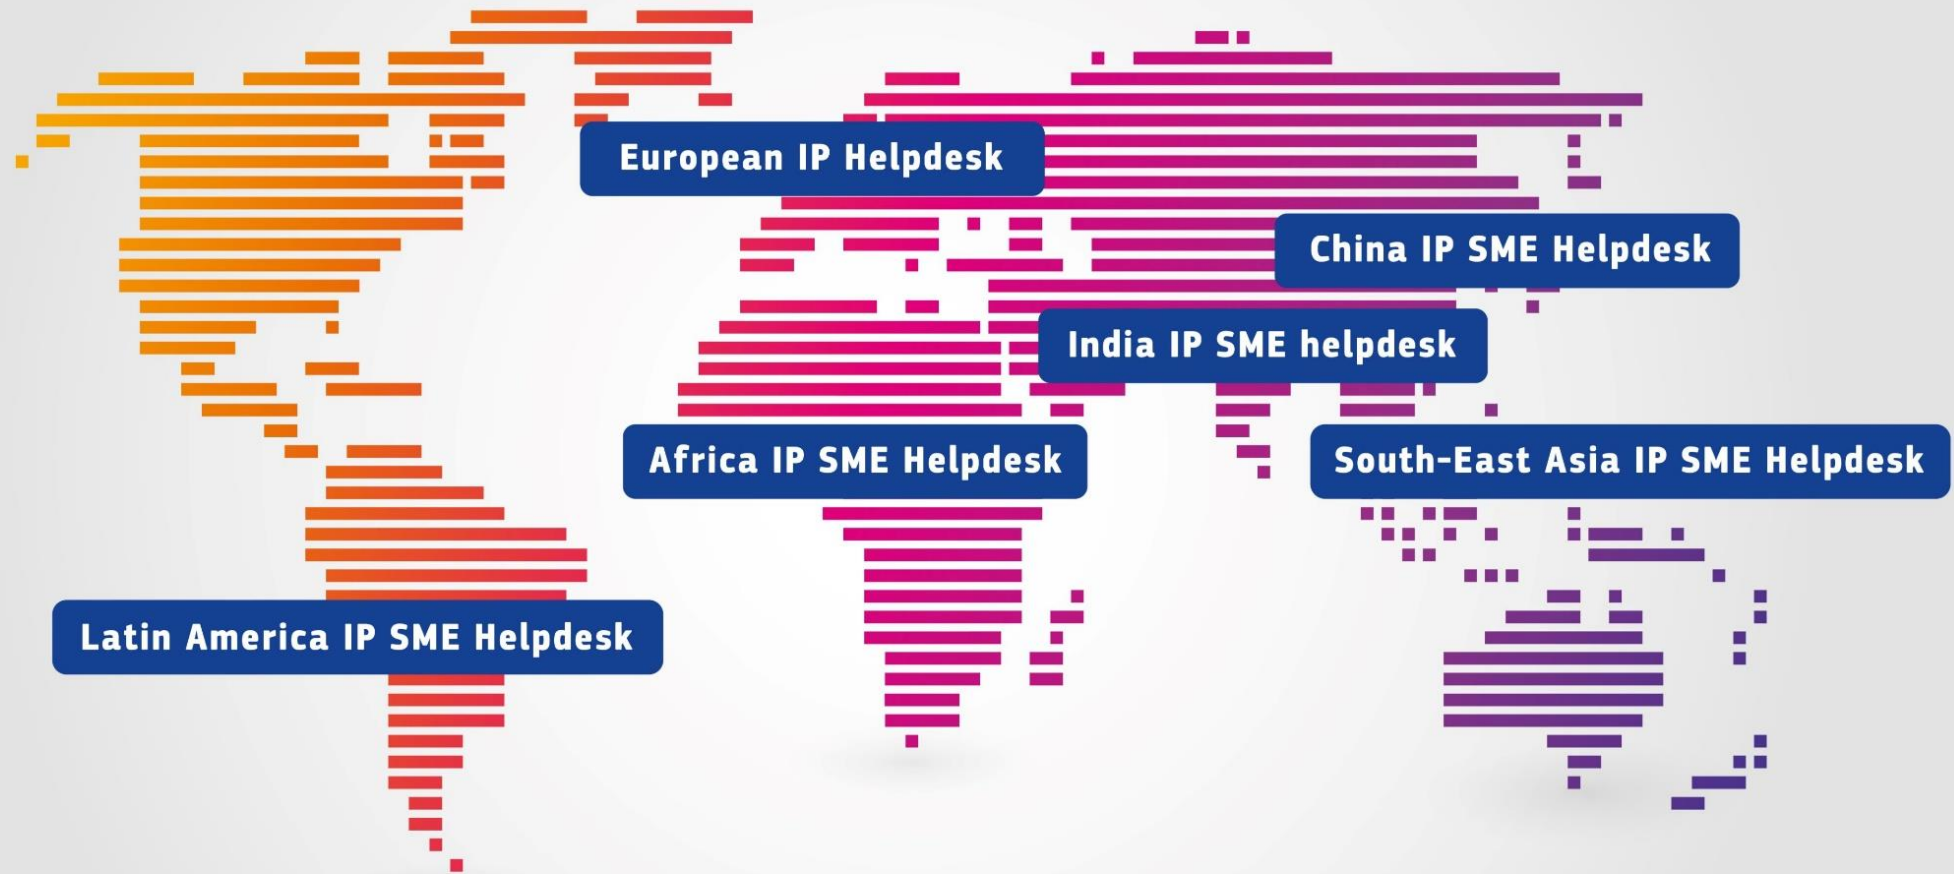 European IP Helpdesk
China IP SME Helpdesk
India IP SME helpdesk
Africa IP SME Helpdesk
South-East Asia IP SME Helpdesk
Latin America IP SME Helpdesk